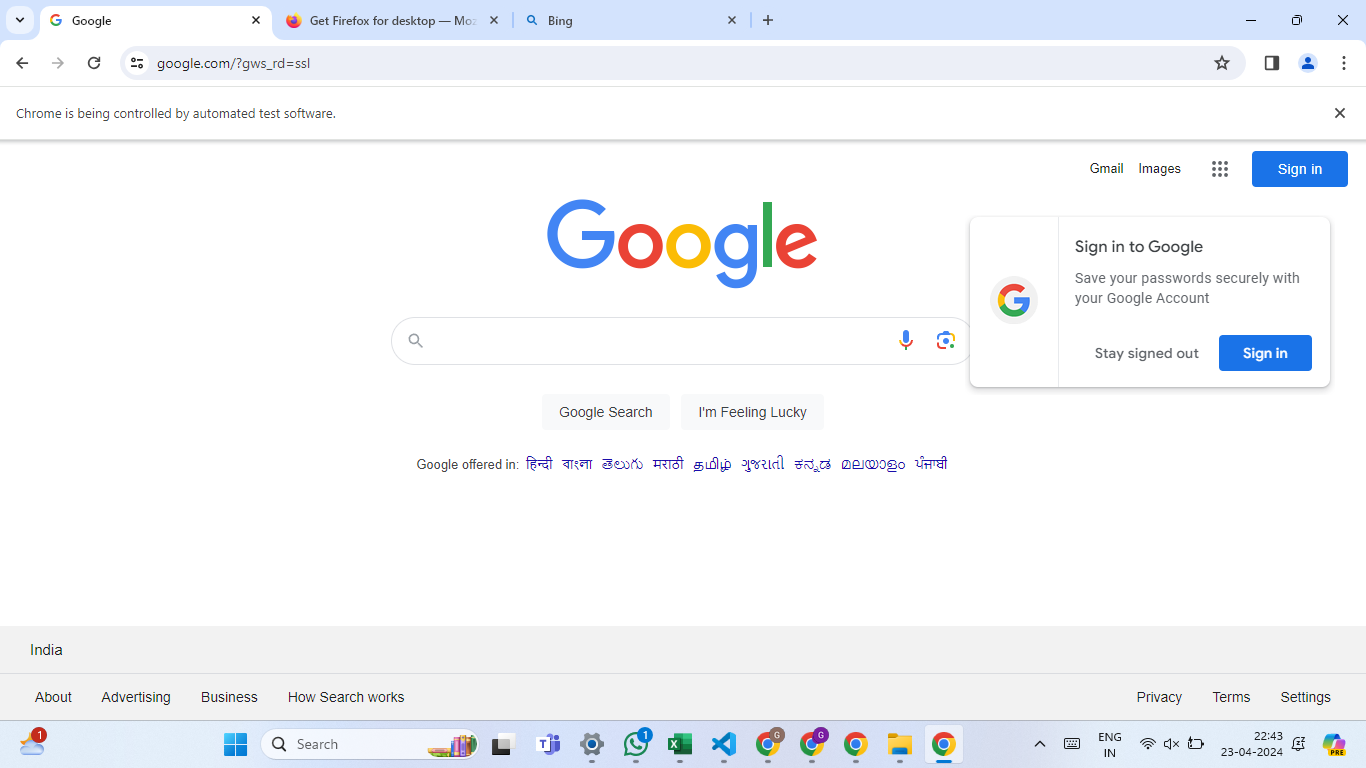 Google
Get Firefox for desktop — Moz
Bing
google.com/?gws_rd=ssl
Chrome is being controlled by automated test software.
Gmail Images Sign in
Google
Sign in to Google
Save your passwords securely with
your Google Account
Stay signed out Sign in
Google Search I'm Feeling Lucky
Google offered in: हिन्दी বাংলা తెలుగు मराठी தமிழ் ગુજરાતી ಕನ್ನಡ മലയാളം ਪੰਜਾਬੀ
India
About Advertising Business How Search works Privacy Terms Settings
1
Search
1
G
G
ENG
IN
22:43
23-04-2024
PRE